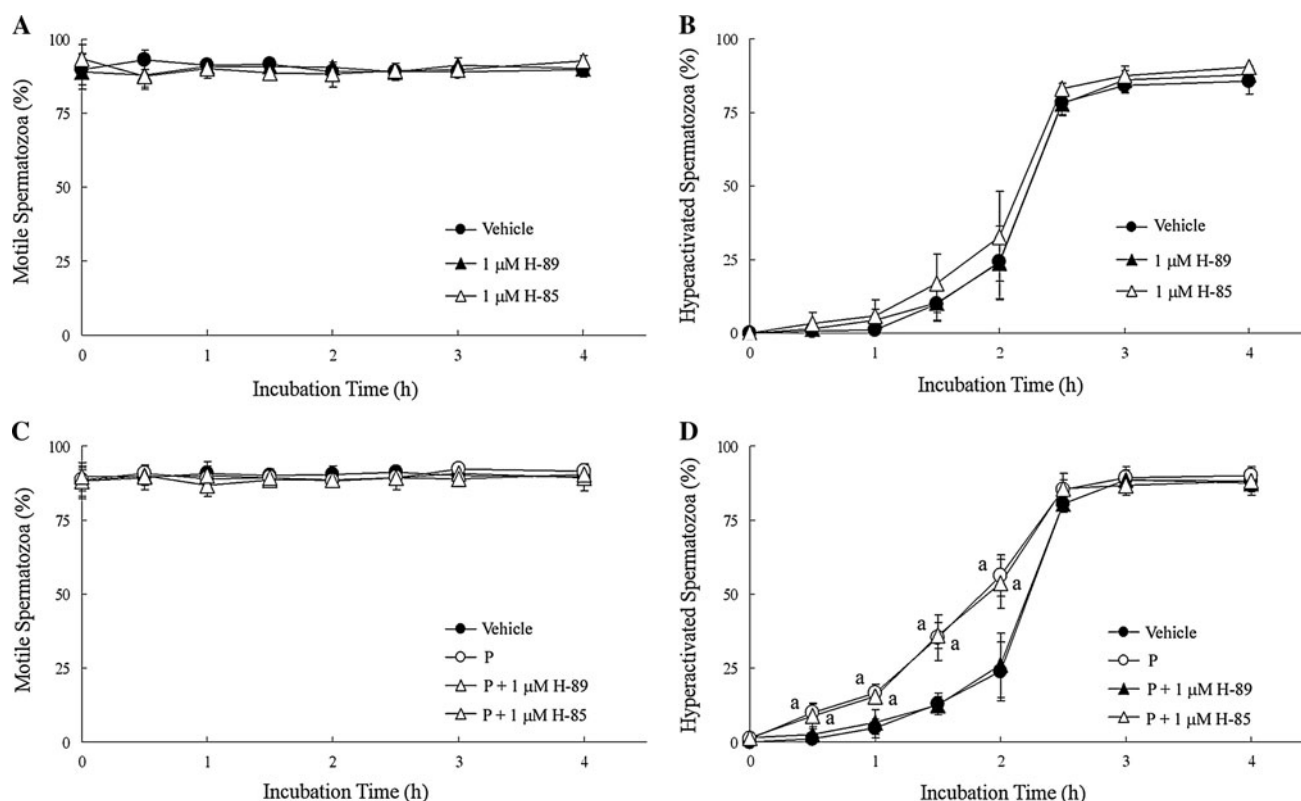 A
Motile Spermatozoa (%)
100
75
50
25
0
Vehicle
1 μM H-89
1 μM H-85
0 1 2 3 4
Incubation Time (h)
B
Hyperactivated Spermatozoa (%)
100
75
50
25
0
Vehicle
1 μM H-89
1 μM H-85
0 1 2 3 4
Incubation Time (h)
C
Motile Spermatozoa (%)
100
75
50
25
0
Vehicle
P
P + 1 μM H-89
P + 1 μM H-85
0 1 2 3 4
Incubation Time (h)
D
Hyperactivated Spermatozoa (%)
100
75
50
25
0
a
a
a
a
a
a
a
a
Vehicle
P
P + 1 μM H-89
P + 1 μM H-85
0 1 2 3 4
Incubation Time (h)